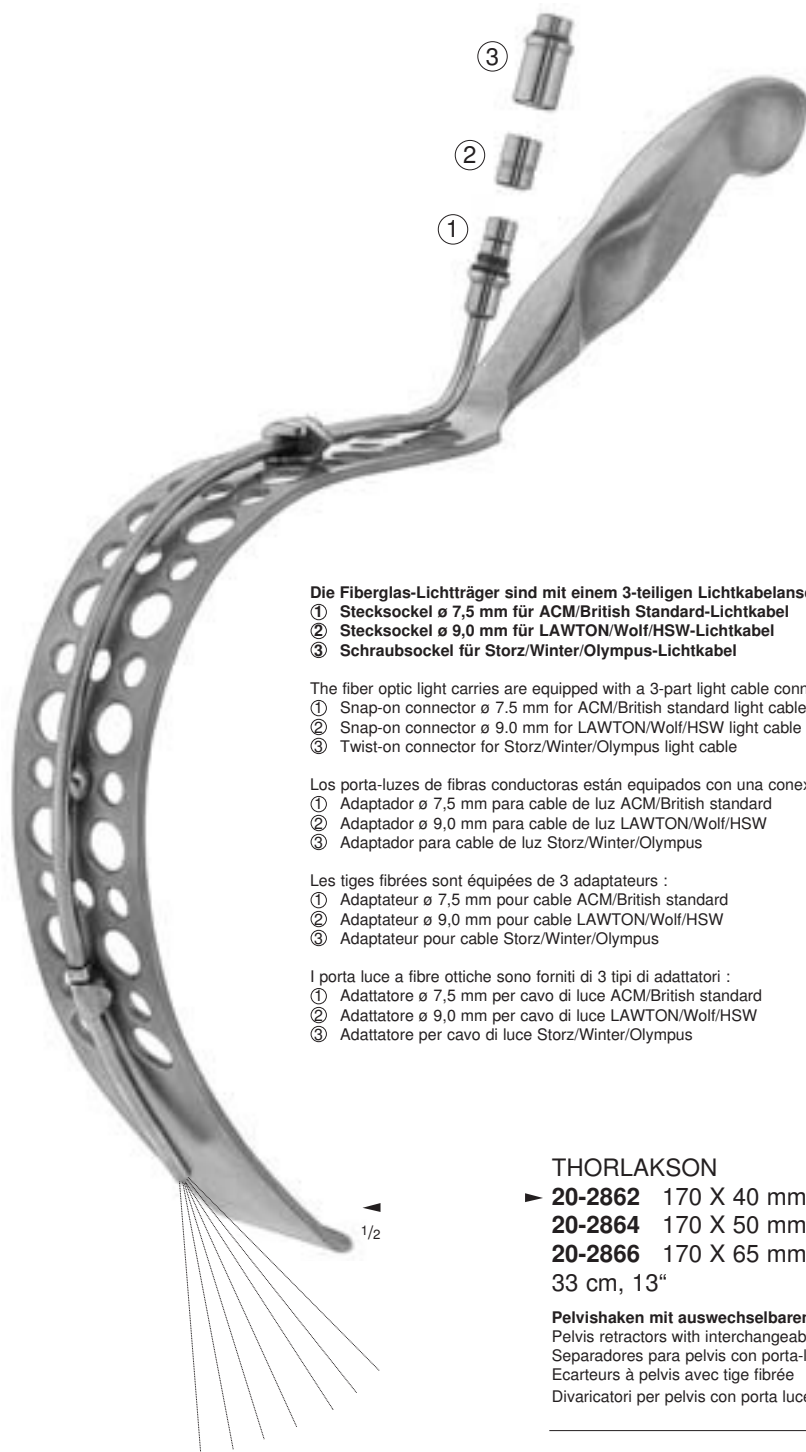 ③
②
①
Die Fiberglas-Lichtträger sind mit einem 3-teiligen
① Stecksockel ø 7,5 mm für ACM/British Standard-Lichtkabel
② Stecksockel ø 9,0 mm für LAWTON/Wolf/HSW-Lichtkabel
③ Schraubsockel für Storz/Winter/Olympus-Lichtkabel
The fiber optic light carries are equipped with a 3-part light cable
① Snap-on connector ø 7.5 mm for ACM/British standard light cable
② Snap-on connector ø 9.0 mm for LAWTON/Wolf/HSW light cable
③ Twist-on connector for Storz/Winter/Olympus light cable
Los porta-luzes de fibras conductoras están equipados con una
① Adaptador ø 7,5 mm para cable de luz ACM/British standard
② Adaptador ø 9,0 mm para cable de luz LAWTON/Wolf/HSW
③ Adaptador para cable de luz Storz/Winter/Olympus
Les tiges fibrées sont équipées de 3 adaptateurs :
① Adaptateur ø 7,5 mm pour cable ACM/British standard
② Adaptateur ø 9,0 mm pour cable LAWTON/Wolf/HSW
③ Adaptateur pour cable Storz/Winter/Olympus
I porta luce a fibre ottiche sono forniti di 3 tipi di adattatori :
① Adattatore ø 7,5 mm per cavo di luce ACM/British standard
② Adattatore ø 9,0 mm per cavo di luce LAWTON/Wolf/HSW
③ Adattatore per cavo di luce Storz/Winter/Olympus
◄
1/2
THORLAKSON
► 20-2862 170 X 40 mm
20-2864 170 X 50 mm
20-2866 170 X 65 mm
33 cm, 13“
Pelvishaken mit auswechselbaren
Pelvis retractors with
Separadores para pelvis con
Ecarteurs à pelvis avec tige fibrée
Divaricatori per pelvis con porta luce